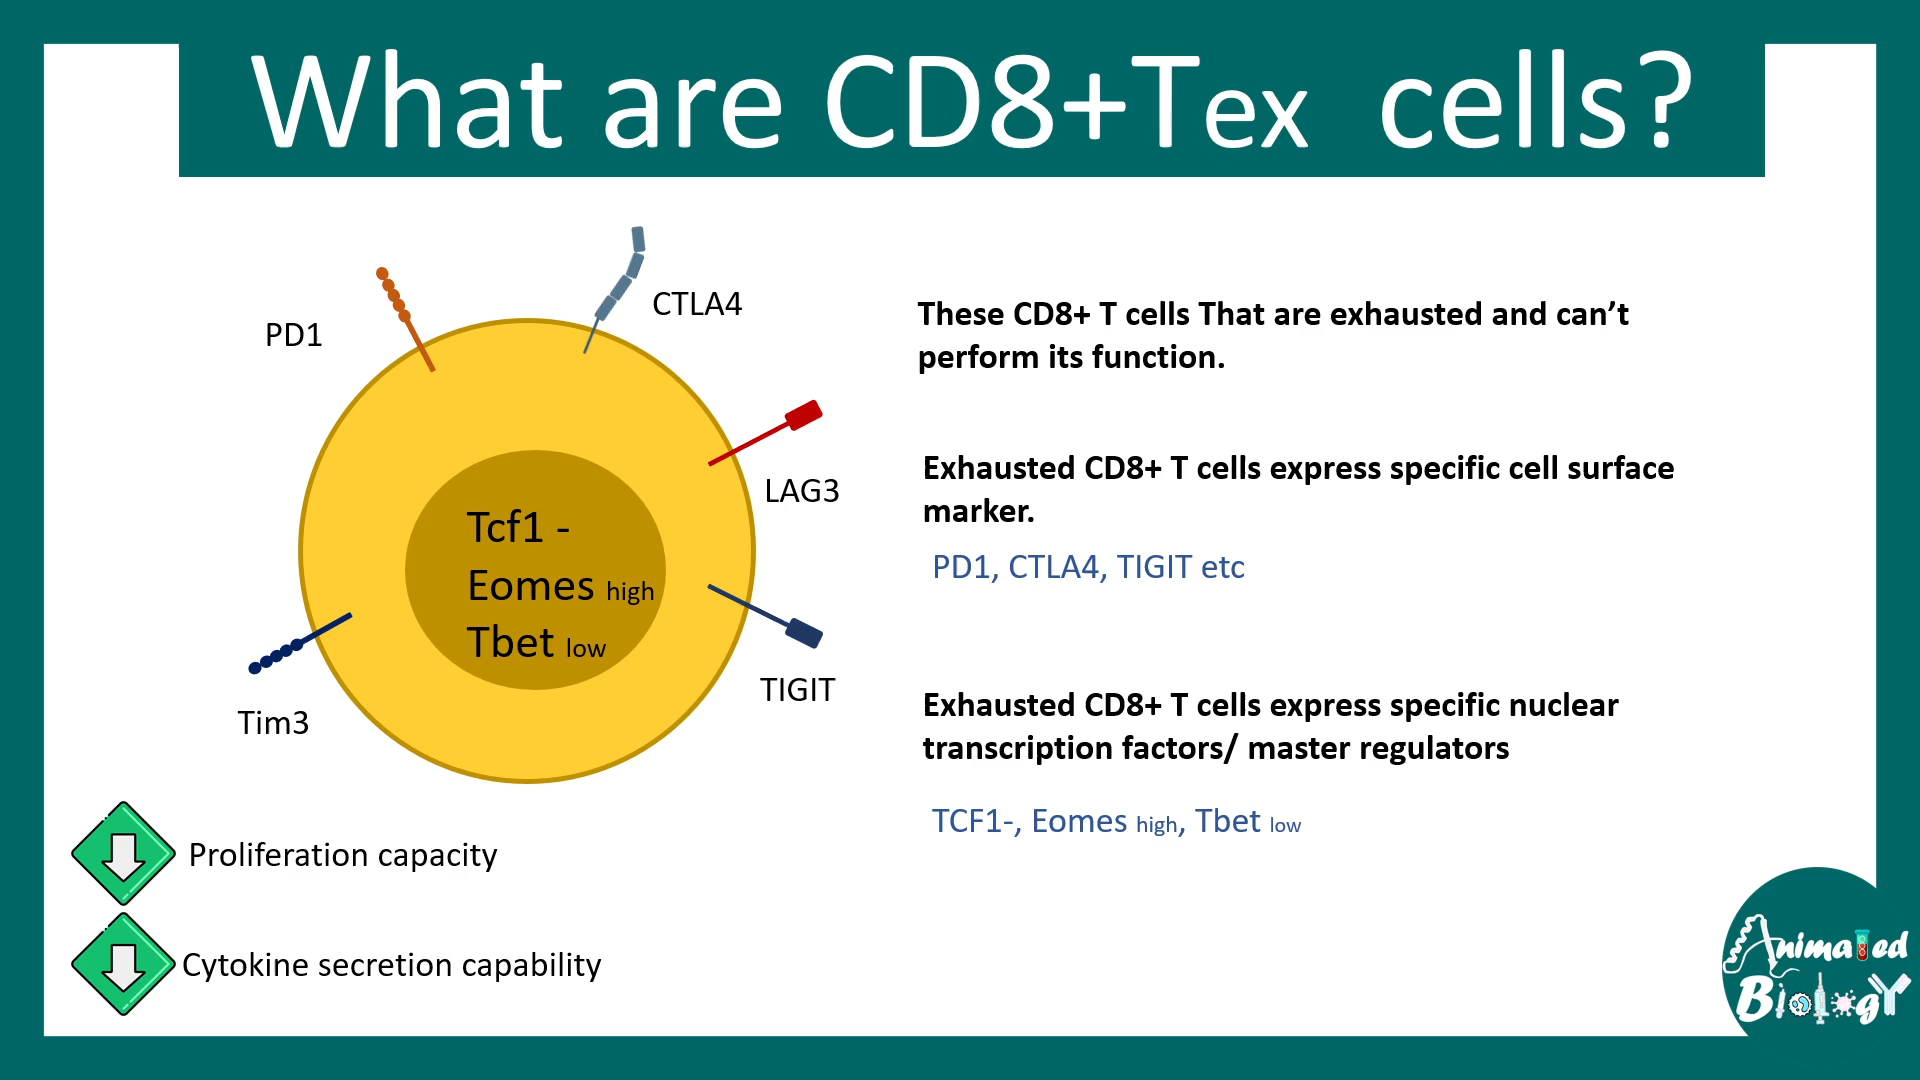 What are CD8+Tex cells?
PD1
CTLA4
LAG3
TIGIT
Tim3
Tcf1 -
Eomes high
Tbet low
Proliferation capacity
Cytokine secretion capability
These CD8+ T cells That are exhausted and can’t
perform its function.
Exhausted CD8+ T cells express specific cell surface
marker.
PD1, CTLA4, TIGIT etc
Exhausted CD8+ T cells express specific nuclear
transcription factors/ master regulators
TCF1-, Eomes high, Tbet low
Animated
Biology